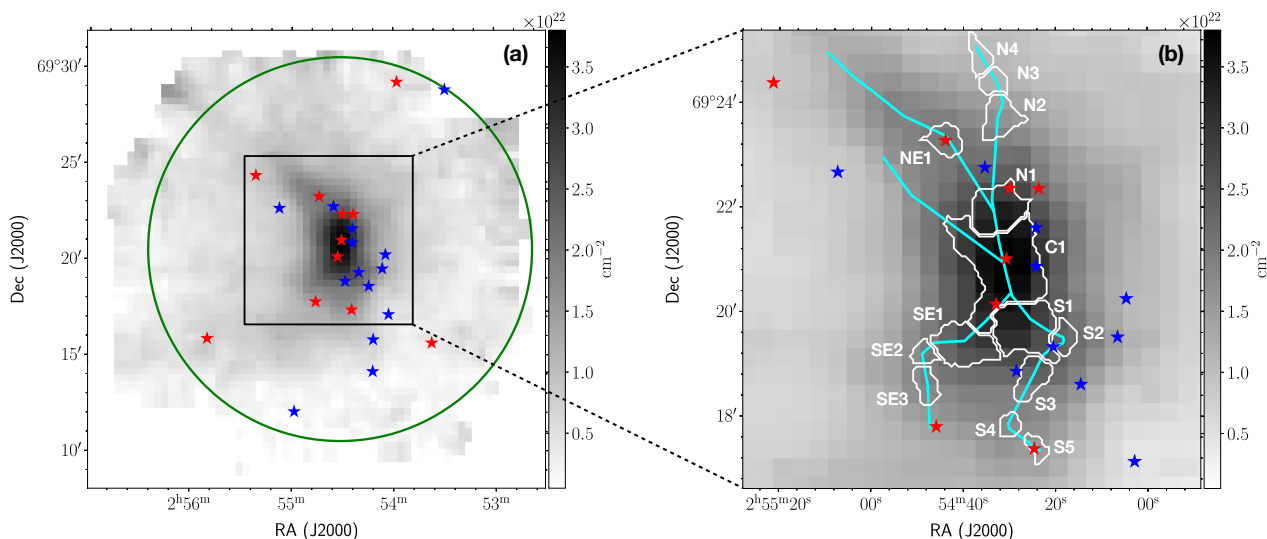 ×10²² ×10²²
(a) (b)
69°30′
25′
20′
15′
10′
Dec (J2000)
2ʰ56ᵐ 55ᵐ 54ᵐ 53ᵐ
RA (J2000)
3.5
3.0
2.5
2.0
1.5
1.0
0.5
cm⁻²
69°24′
22′
20′
18′
Dec (J2000)
N4
N3
N2
NE1
N1
C1
S1
SE1
S2
SE2
S3
SE3
S4
S5
2ʰ55ᵐ20ˢ 00ˢ 54ᵐ40ˢ 20ˢ 00ˢ
RA (J2000)
3.5
3.0
2.5
2.0
1.5
1.0
0.5
cm⁻²